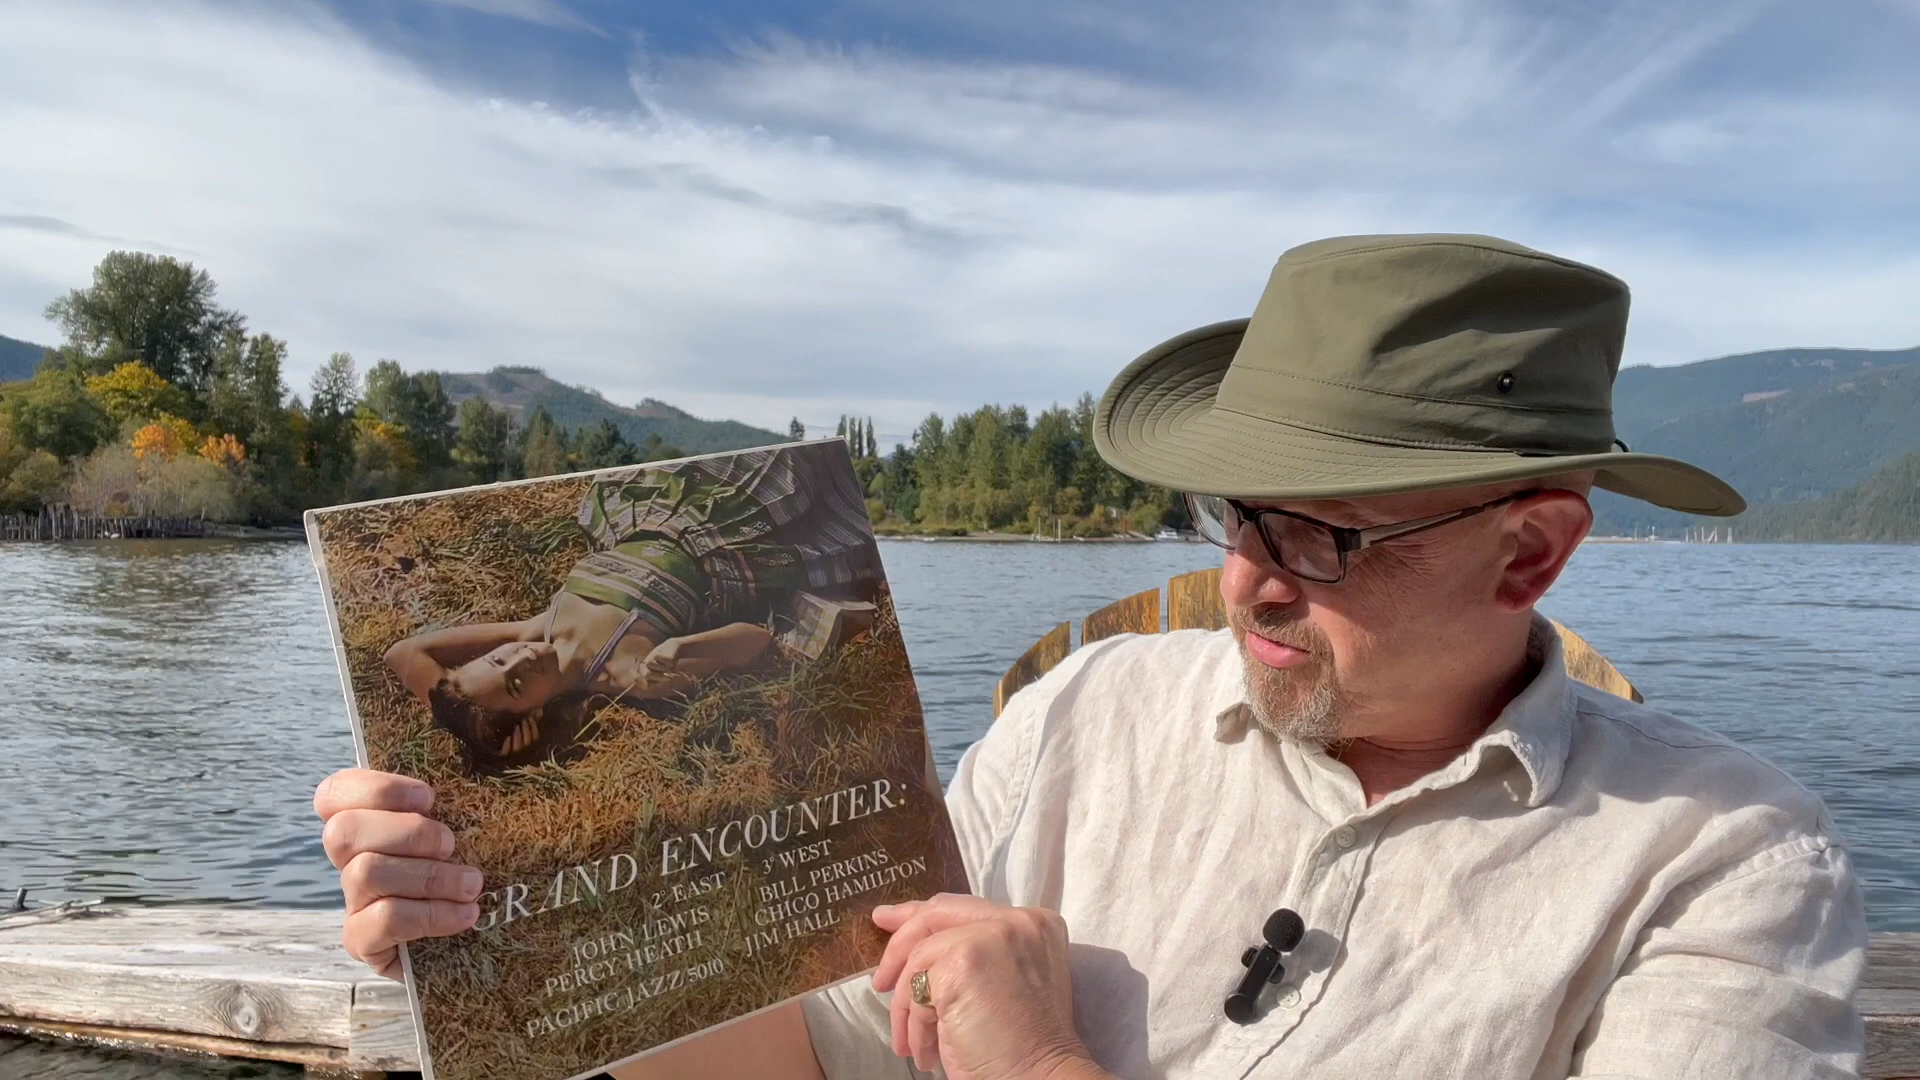 GRAND ENCOUNTER:
2° EAST
3° WEST
JOHN LEWIS
BILL PERKINS
PERCY HEATH
CHICO HAMILTON
JIM HALL
PACIFIC JAZZ/5010